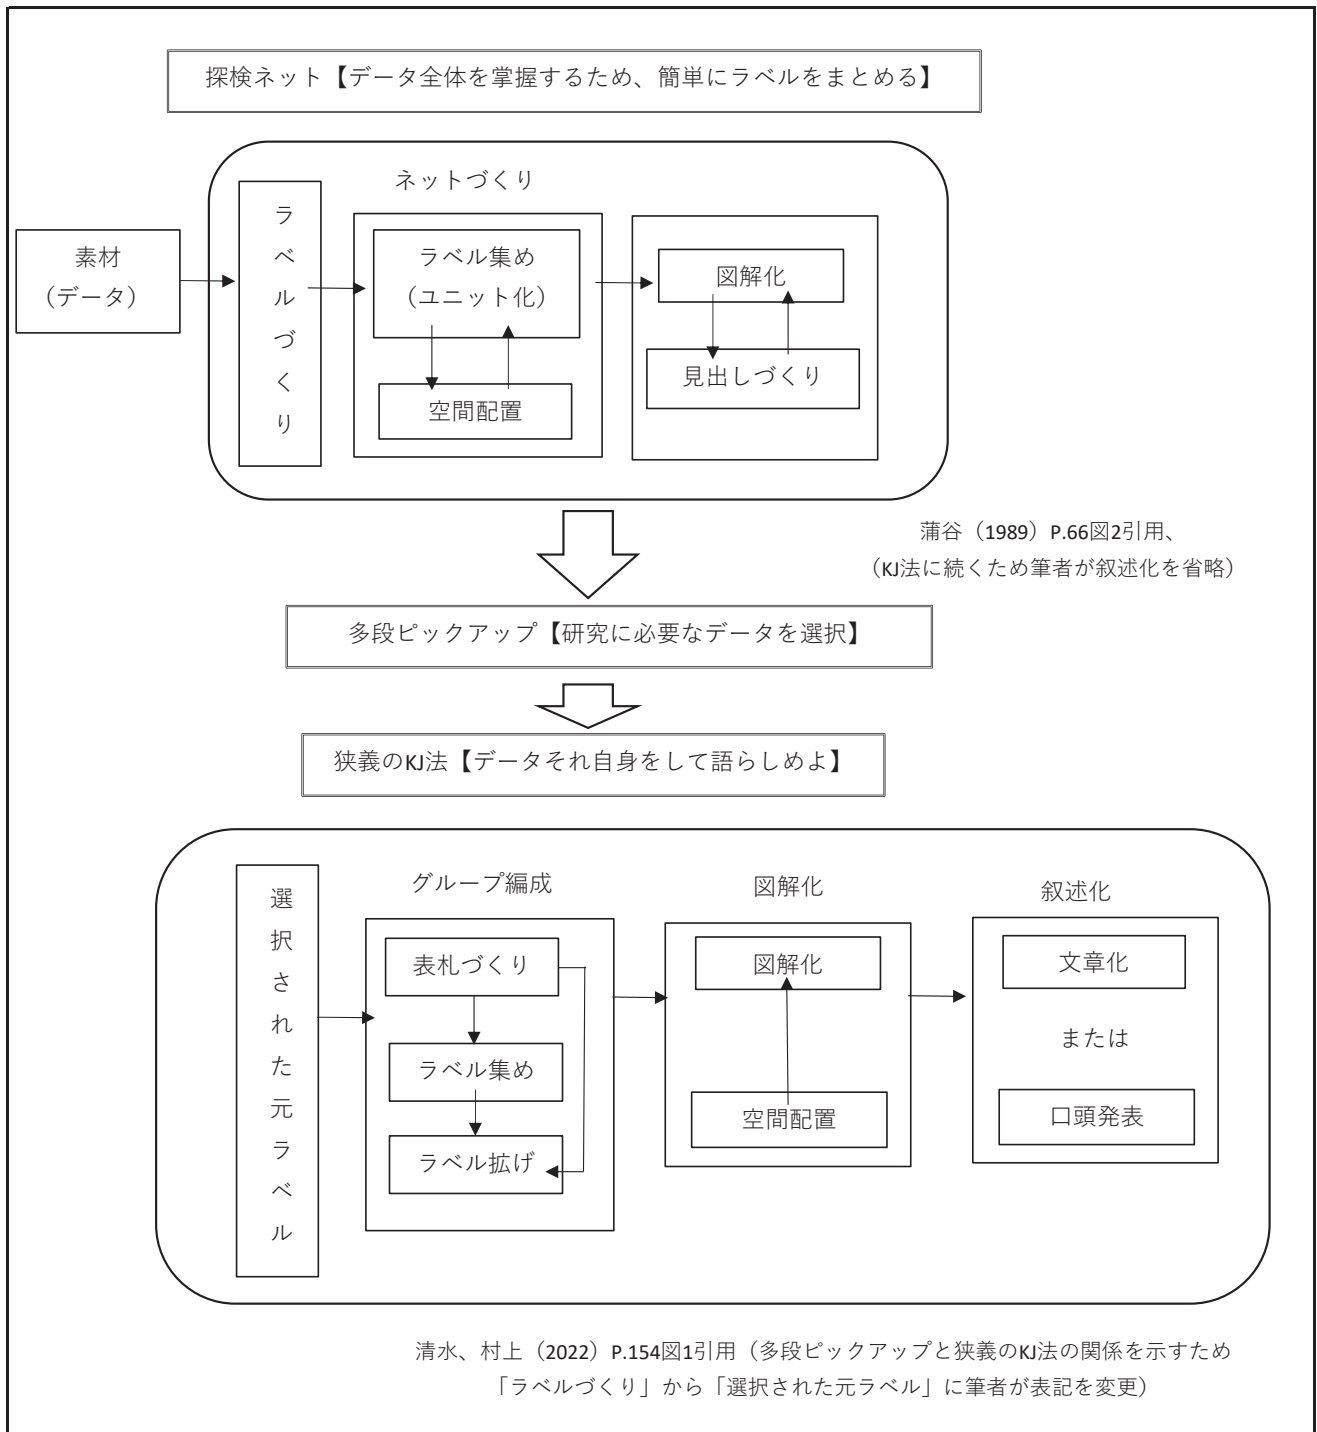 探検ネット【データ全体を掌握するため、簡単にラベルをまとめる】
素材
（データ）
ラベルづくり
ネットづくり
ラベル集め
（ユニット化）
空間配置
図解化
見出しづくり
蒲谷（1989）P.66図2引用、
（KJ法に続くため筆者が叙述化を省略）
多段ピックアップ【研究に必要なデータを選択】
狭義のKJ法【データそれ自身をして語らしめよ】
選択された元ラベル
グループ編成
表札づくり
ラベル集め
ラベル拡げ
図解化
図解化
空間配置
叙述化
文章化
または
口頭発表
清水、村上（2022）P.154図1引用（多段ピックアップと狭義のKJ法の関係を示すため
「ラベルづくり」から「選択された元ラベル」に筆者が表記を変更）